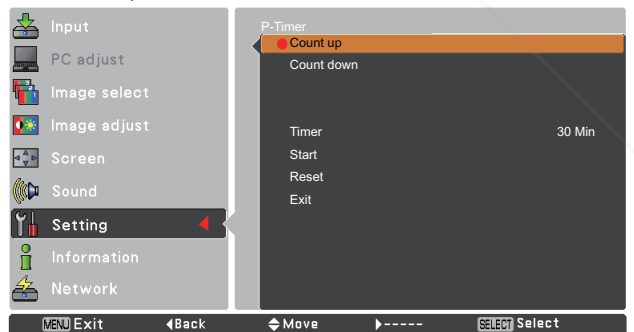 Input
PC adjust
Image select
Image adjust
Screen
Sound
Setting
Information
Network
P-Timer
Count up
Count down
Timer 30 Min
Start
Reset
Exit
MENU Exit ◀Back Move ▶----- SELECT Select